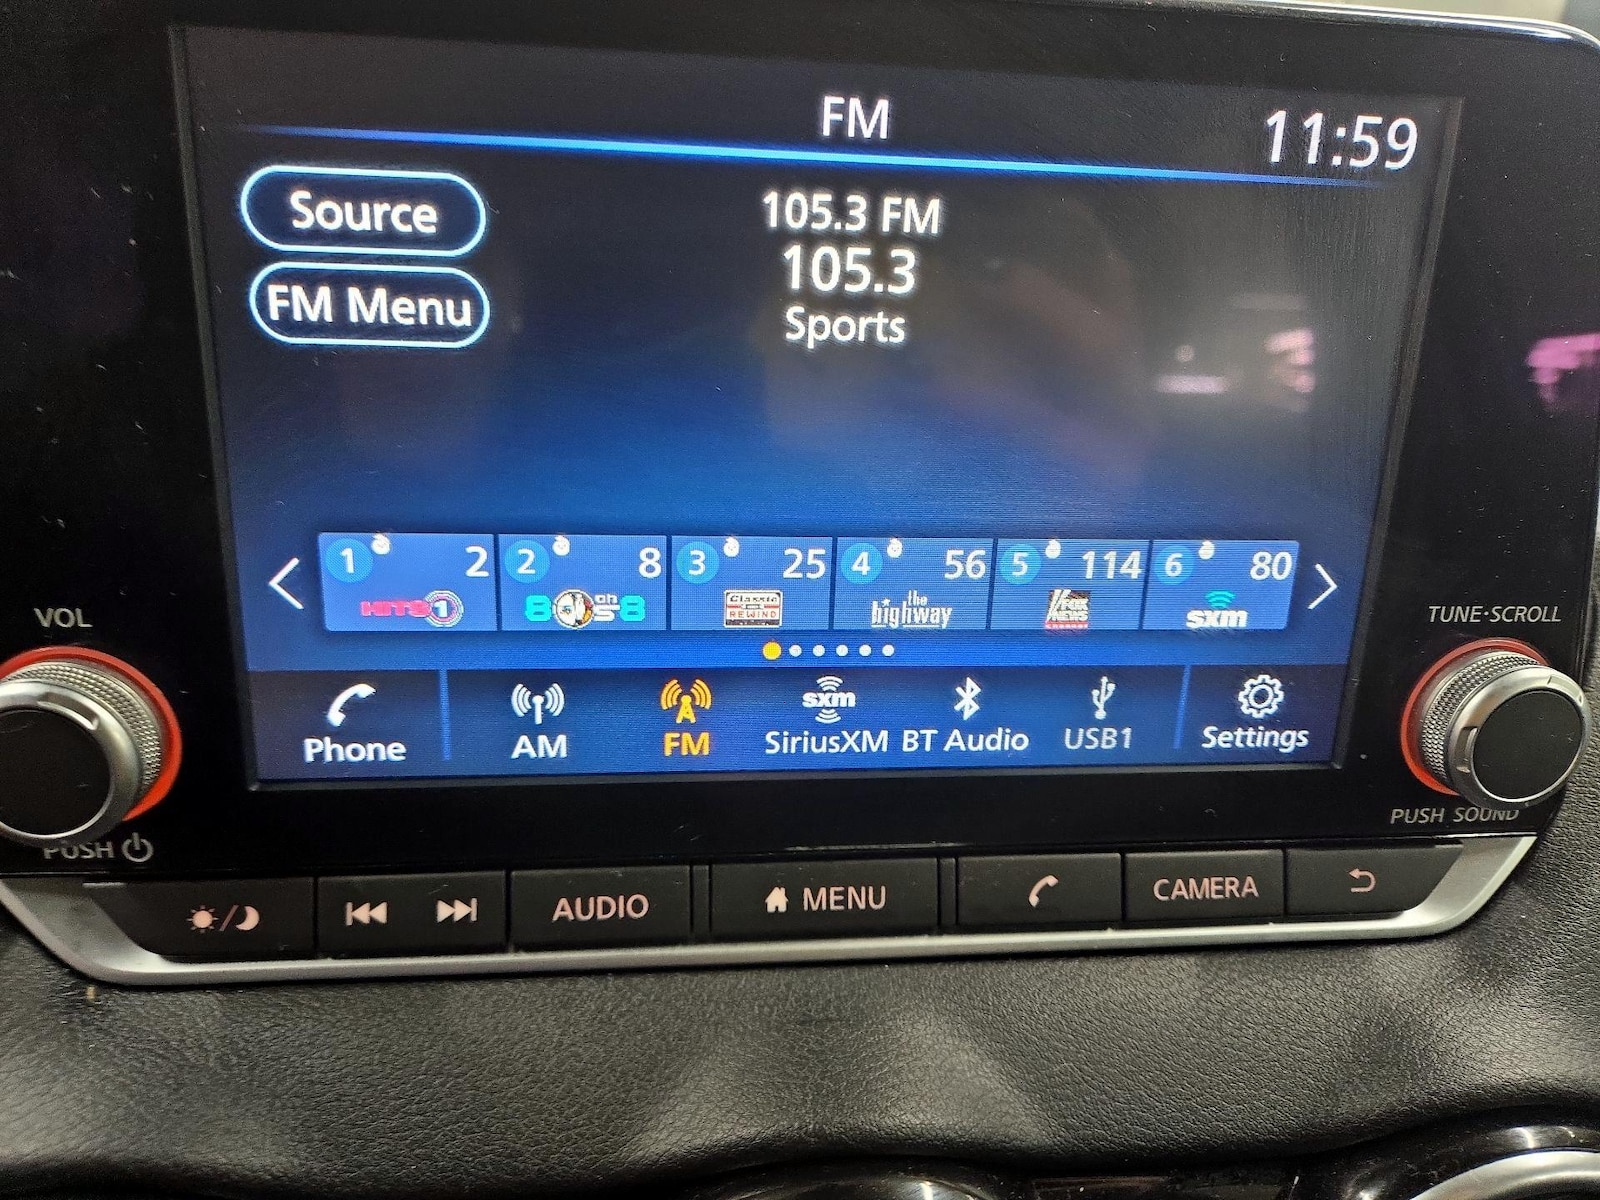 FM
11:59
Source
FM Menu
105.3 FM
105.3
Sports
1 2
HITS 1
2 8
80s on 8
3 25
Classic REWIND
4 56
the highway
5 114
FOX NEWS
6 80
sxm
VOL
TUNE·SCROLL
Phone
AM
FM
sxm
SiriusXM
BT Audio
USB1
Settings
PUSH
PUSH SOUND
AUDIO
MENU
CAMERA